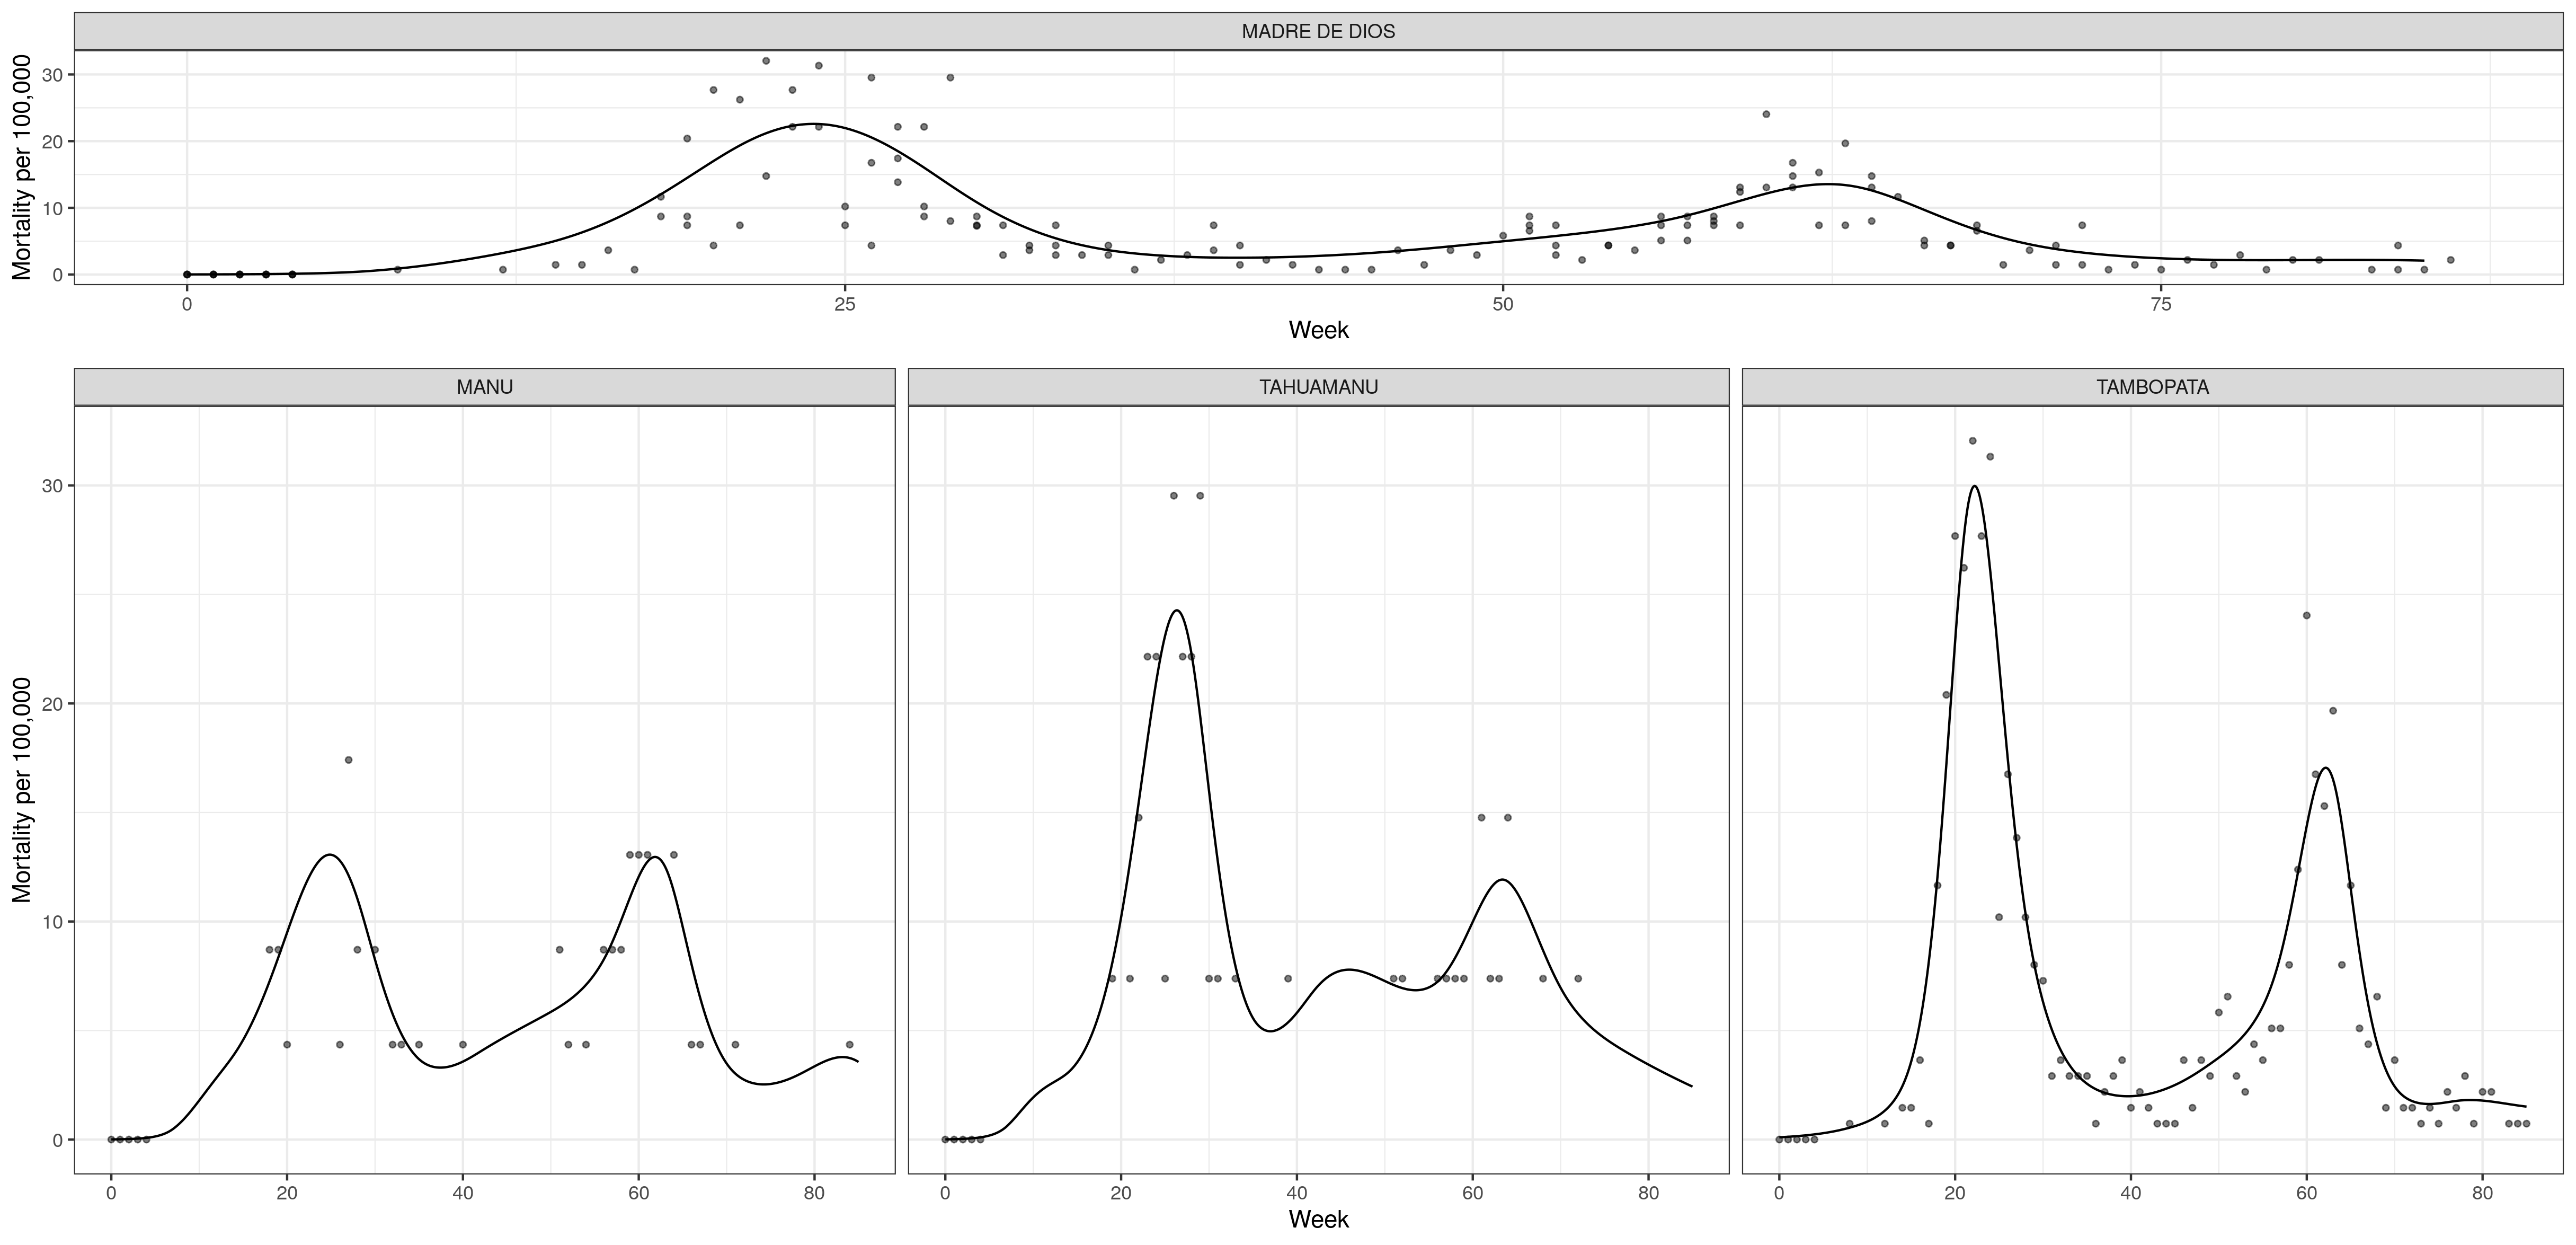 MADRE DE DIOS
Mortality per 100,000
30
20
10
0
0 25 50 75
Week
MANU TAHUAMANU TAMBOPATA
Mortality per 100,000
30
20
10
0
0 20 40 60 80 0 20 40 60 80 0 20 40 60 80
Week